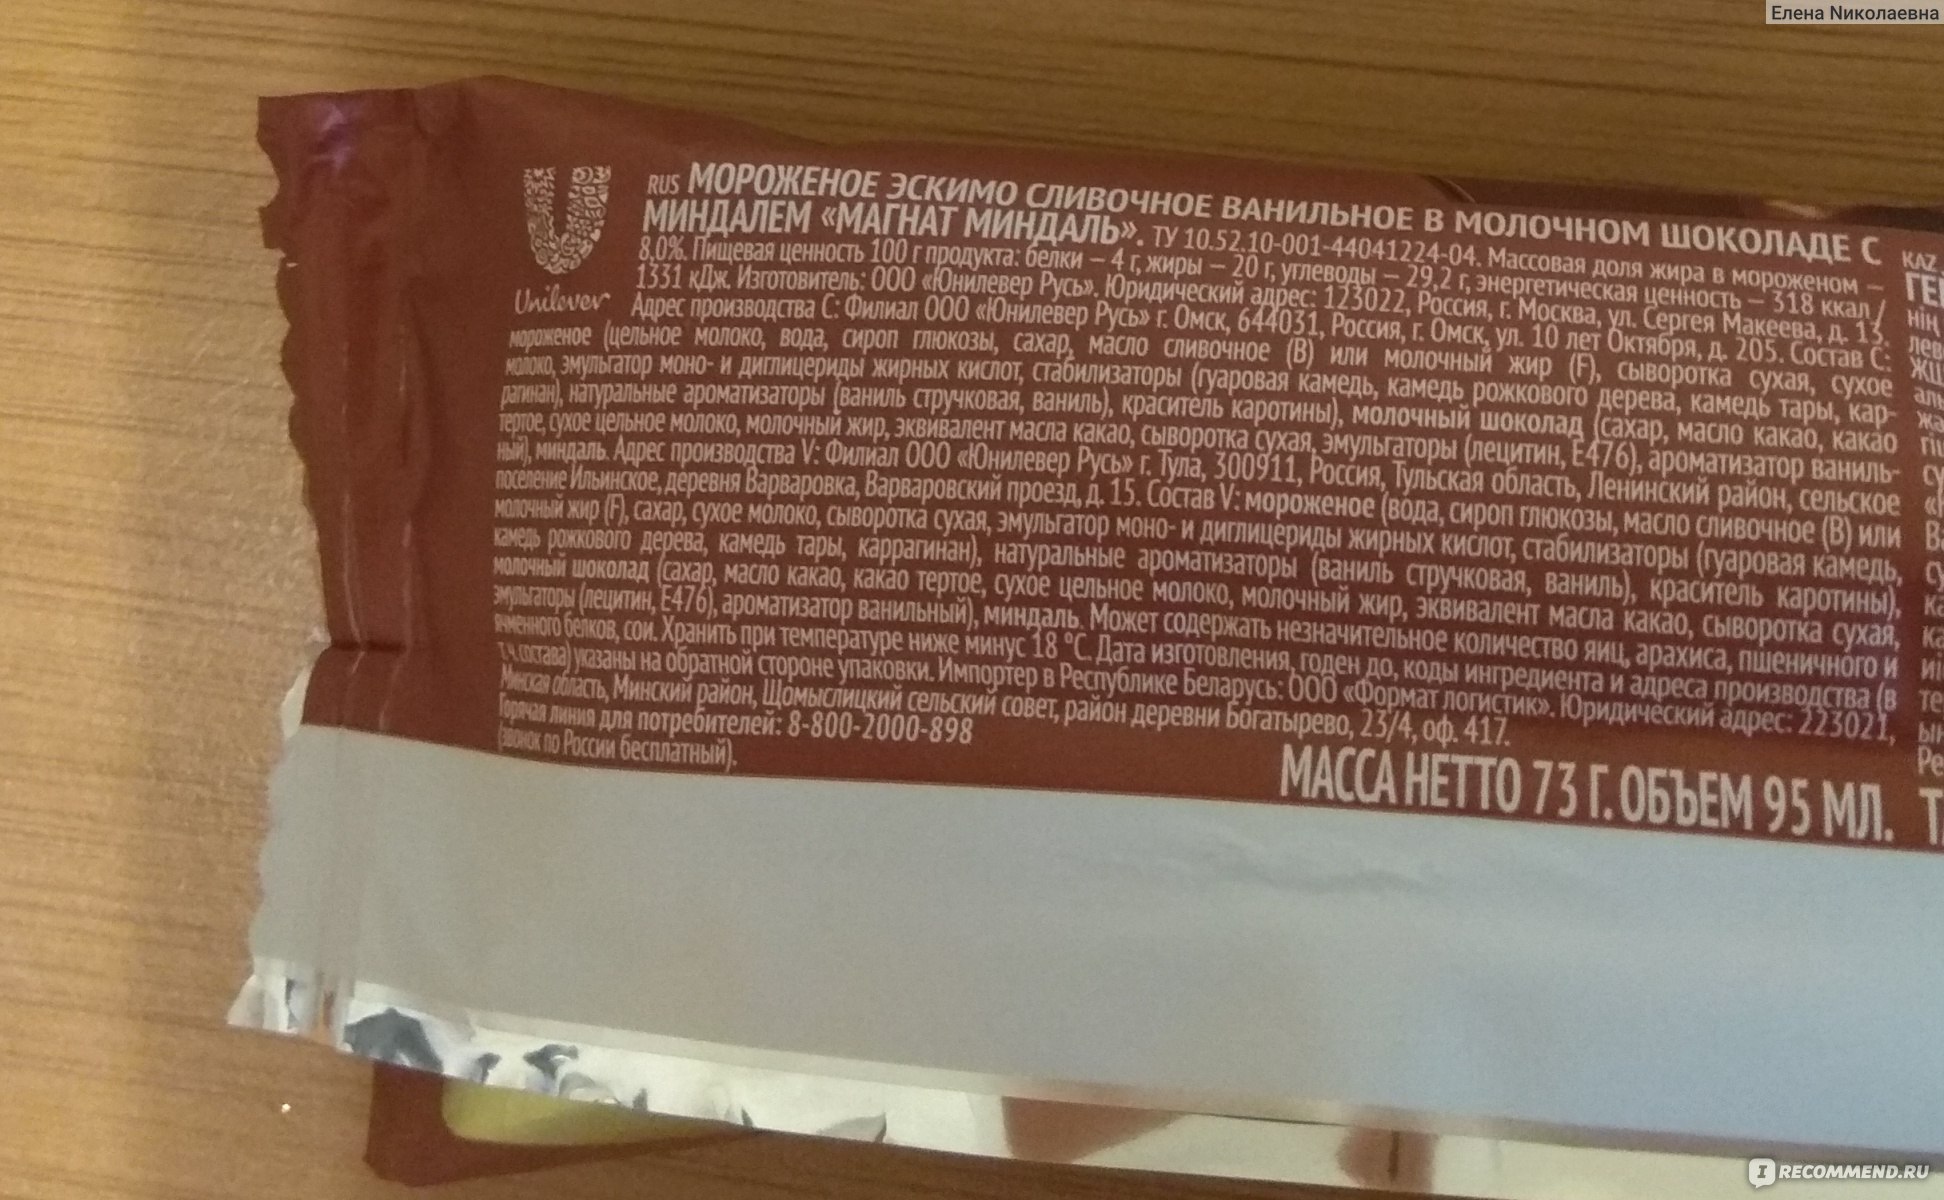 Елена Nиколаевна
RUS МОРОЖЕНОЕ ЭСКИМО СЛИВОЧНОЕ ВАНИЛЬНОЕ В МОЛОЧНОМ ШОКОЛАДЕ С
МИНДАЛЕМ «МАГНАТ МИНДАЛЬ». ТУ 10.52.10-001-44041224-04. Массовая доля жира в мороженом –
8,0%. Пищевая ценность 100 г продукта: белки – 4 г, жиры – 20 г, углеводы – 29,2 г, энергетическая ценность – 318 ккал/
1331 кДж. Изготовитель: ООО «Юнилевер Русь». Юридический адрес: 123022, Россия, г. Москва, ул. Сергея Макеева, д. 13.
Unilever
Адрес производства C: Филиал ООО «Юнилевер Русь» г. Омск, 644031, Россия, г. Омск, ул. 10 лет Октября, д. 205. Состав C:
мороженое (цельное молоко, вода, сироп глюкозы, сахар, масло сливочное (B) или молочный жир (F), сыворотка сухая, сухое
молоко, эмульгатор моно- и диглицериды жирных кислот, стабилизаторы (гуаровая камедь, камедь рожкового дерева, камедь тары, кар-
рагинан), натуральные ароматизаторы (ваниль стручковая, ваниль), краситель каротины), молочный шоколад (сахар, масло какао, какао
тертое, сухое цельное молоко, молочный жир, эквивалент масла какао, сыворотка сухая, эмульгаторы (лецитин, E476), ароматизатор ваниль-
ный), миндаль. Адрес производства V: Филиал ООО «Юнилевер Русь» г. Тула, 300911, Россия, Тульская область, Ленинский район, сельское
поселение Ильинское, деревня Варваровка, Варваровский проезд, д. 15. Состав V: мороженое (вода, сироп глюкозы, масло сливочное (B) или
молочный жир (F), сахар, сухое молоко, сыворотка сухая, эмульгатор моно- и диглицериды жирных кислот, стабилизаторы (гуаровая камедь,
камедь рожкового дерева, камедь тары, каррагинан), натуральные ароматизаторы (ваниль стручковая, ваниль), краситель каротины),
молочный шоколад (сахар, масло какао, какао тертое, сухое цельное молоко, молочный жир, эквивалент масла какао, сыворотка сухая,
эмульгаторы (лецитин, E476), ароматизатор ванильный), миндаль. Может содержать незначительное количество яиц, арахиса, пшеничного и
ячменного белков, сои. Хранить при температуре ниже минус 18 °C. Дата изготовления, годен до, коды ингредиента и адреса производства (в
т.ч. состава) указаны на обратной стороне упаковки. Импортер в Республике Беларусь: ООО «Формат логистик». Юридический адрес: 223021,
Минская область, Минский район, Щомыслицкий сельский совет, район деревни Богатырево, 23/4, оф. 417.
Горячая линия для потребителей: 8-800-2000-898
(звонок по России бесплатный).
МАССА НЕТТО 73 Г. ОБЪЕМ 95 МЛ.
KAZ
I RECOMMEND.RU